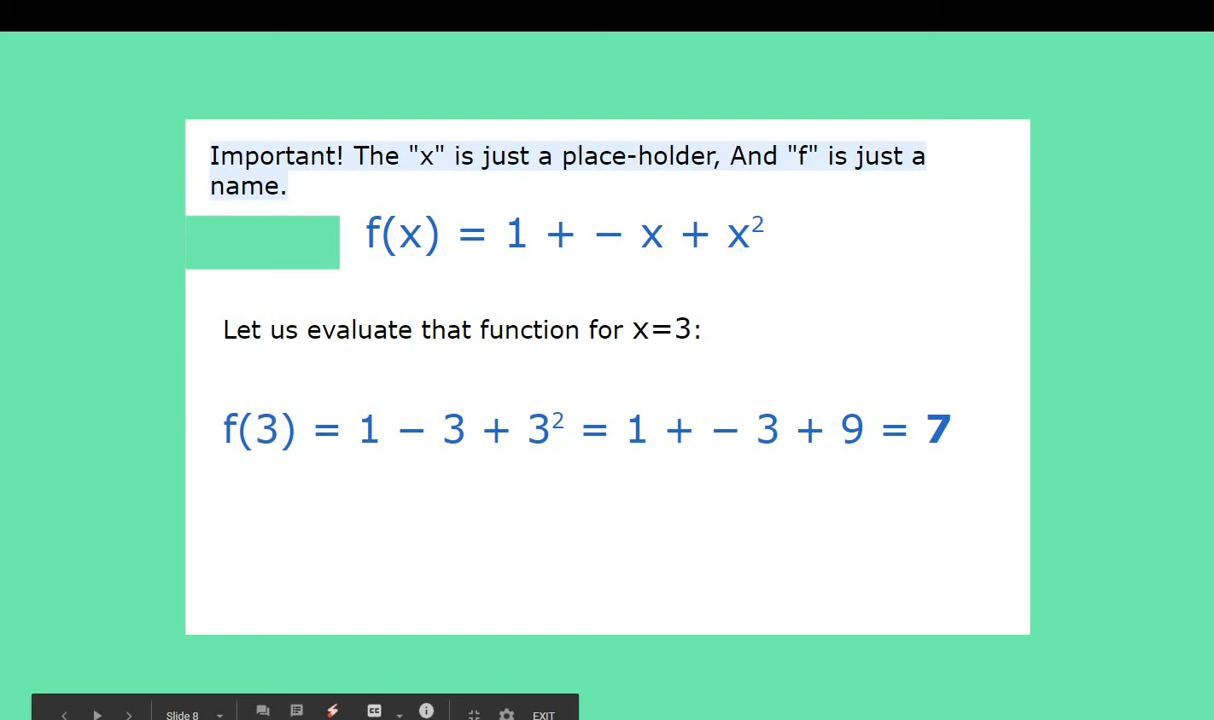 Important! The "x" is just a place-holder, And "f" is just a
name.
f(x) = 1 + − x + x²
Let us evaluate that function for x=3:
f(3) = 1 − 3 + 3² = 1 + − 3 + 9 = 7
Slide 8
CC
EXIT